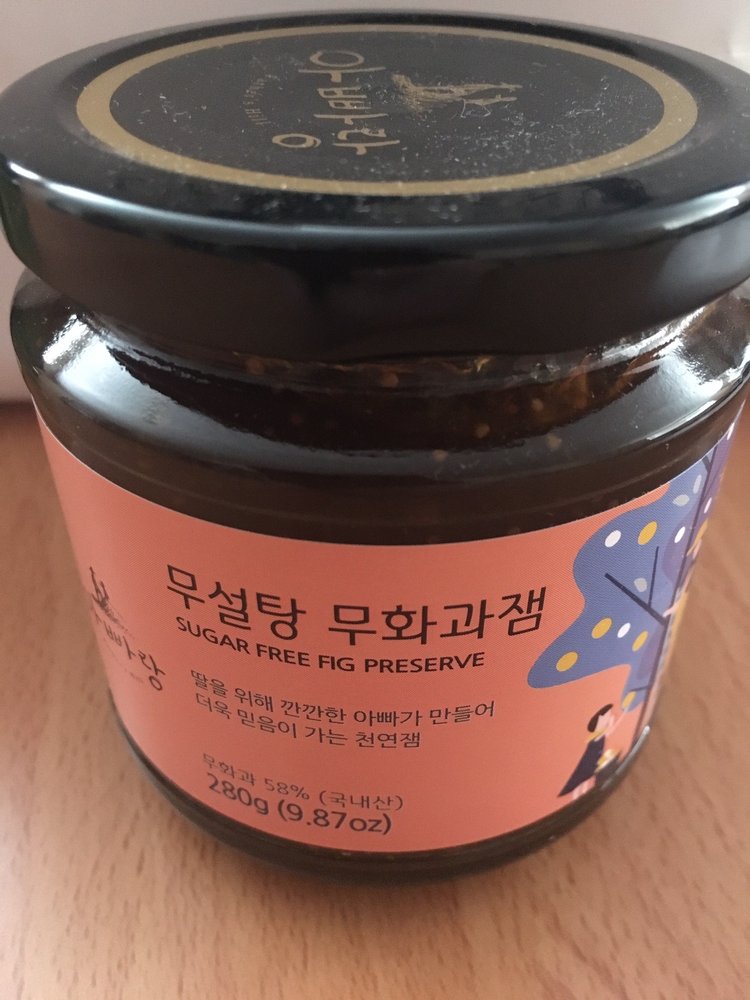 무설탕 무화과잼
SUGAR FREE FIG PRESERVE
딸을 위해 깐깐한 아빠가 만들어
더욱 믿음이 가는 천연잼
무화과 58% (국내산)
280g (9.87oz)